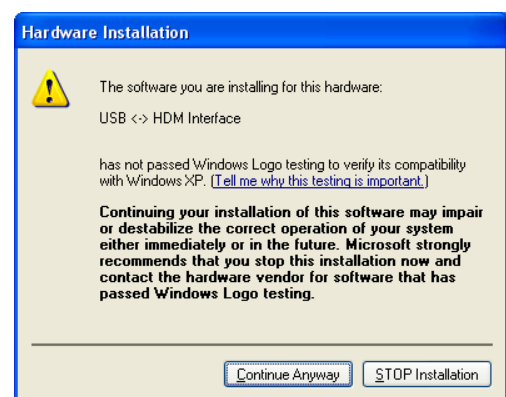 Hardware Installation
The software you are installing for this hardware:
USB <-> HDM Interface
has not passed Windows Logo testing to verify its compatibility
with Windows XP. (Tell me why this testing is important.)
Continuing your installation of this software may impair
or destabilize the correct operation of your system
either immediately or in the future. Microsoft strongly
recommends that you stop this installation now and
contact the hardware vendor for software that has
passed Windows Logo testing.
Continue Anyway
STOP Installation